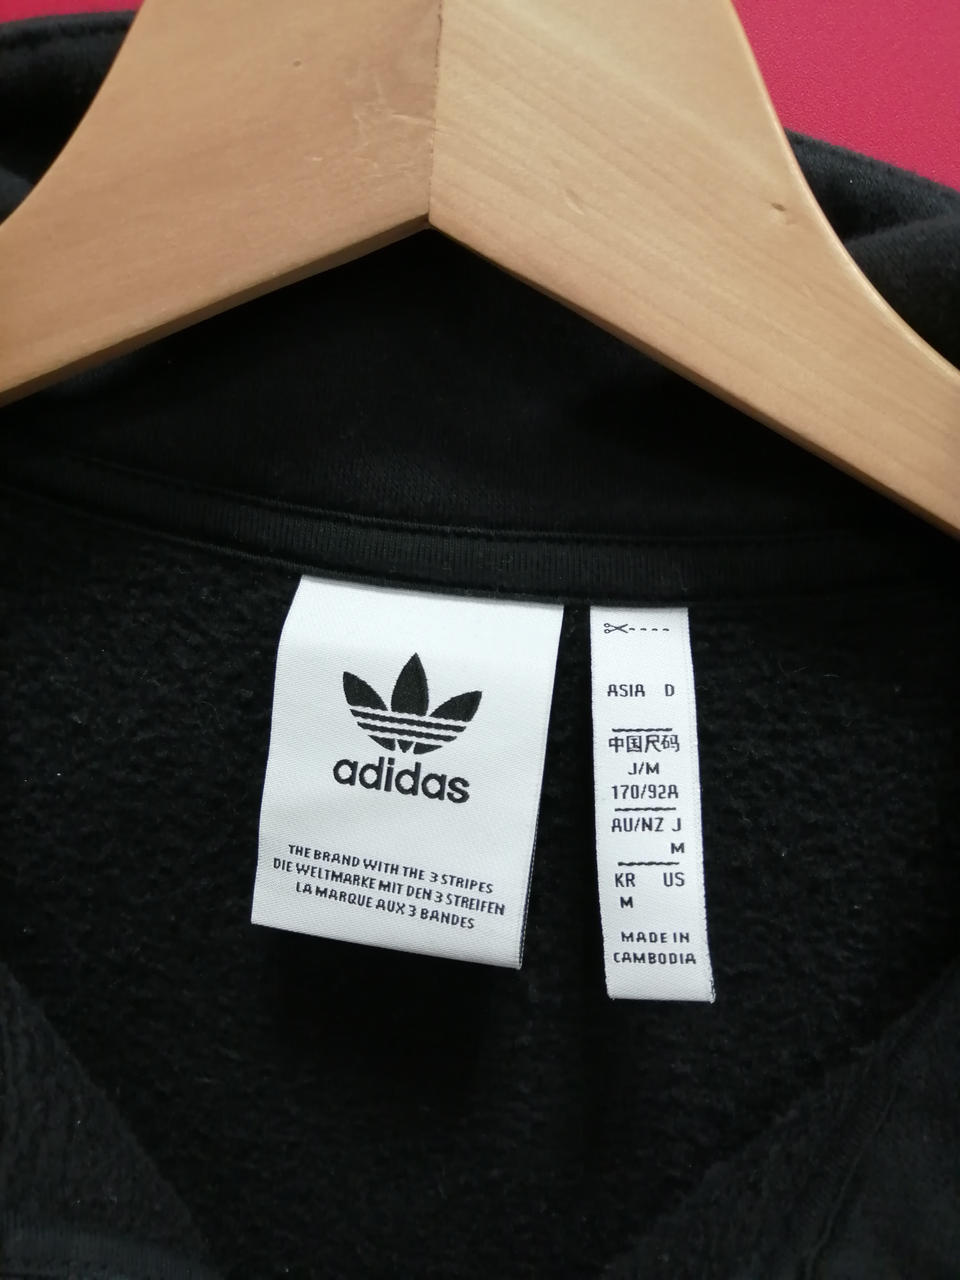 adidas
THE BRAND WITH THE 3 STRIPES
DIE WELTMARKE MIT DEN 3 STREIFEN
LA MARQUE AUX 3 BANDES
ASIA D
中国尺码
J/M
170/92A
AU/NZ J
M
KR US
M
MADE IN
CAMBODIA